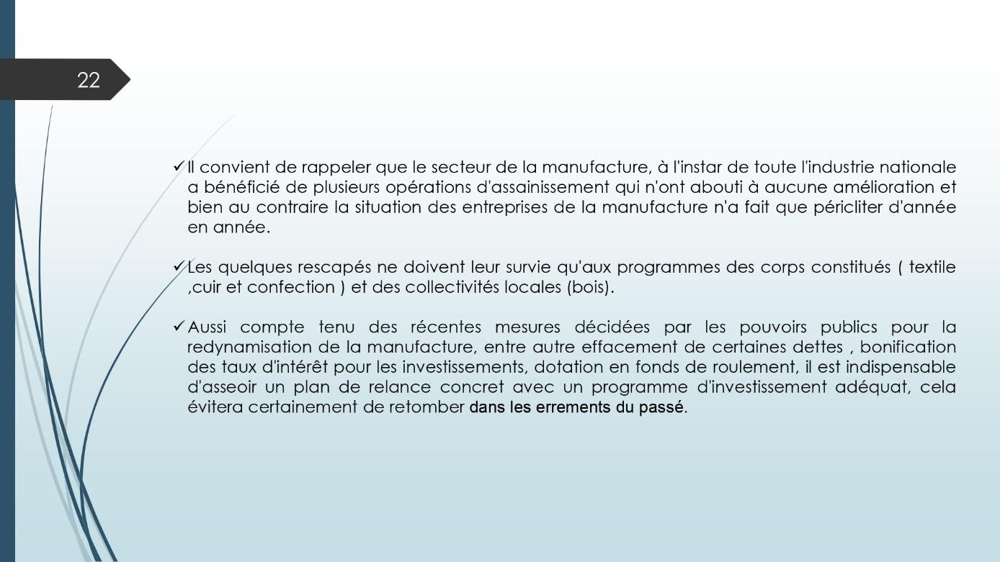 22
✓Il convient de rappeler que le secteur de la manufacture, à l'instar de toute l'industrie nationale
a bénéficié de plusieurs opérations d'assainissement qui n'ont abouti à aucune amélioration et
bien au contraire la situation des entreprises de la manufacture n'a fait que péricliter d'année
en année.
✓Les quelques rescapés ne doivent leur survie qu'aux programmes des corps constitués ( textile
,cuir et confection ) et des collectivités locales (bois).
✓Aussi compte tenu des récentes mesures décidées par les pouvoirs publics pour la
redynamisation de la manufacture, entre autre effacement de certaines dettes , bonification
des taux d'intérêt pour les investissements, dotation en fonds de roulement, il est indispensable
d'asseoir un plan de relance concret avec un programme d'investissement adéquat, cela
évitera certainement de retomber dans les errements du passé.